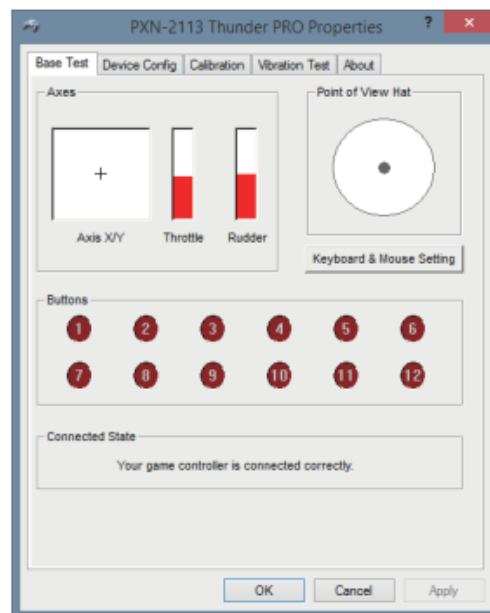 PXN-2113 Thunder PRO Properties ? ×
Base Test Device Config Calibration Vibration Test About
Axes
Point of View Hat
Axis X/Y Throttle Rudder
Keyboard & Mouse Setting
Buttons
1 2 3 4 5 6
7 8 9 10 11 12
Connected State
Your game controller is connected correctly.
OK Cancel Apply